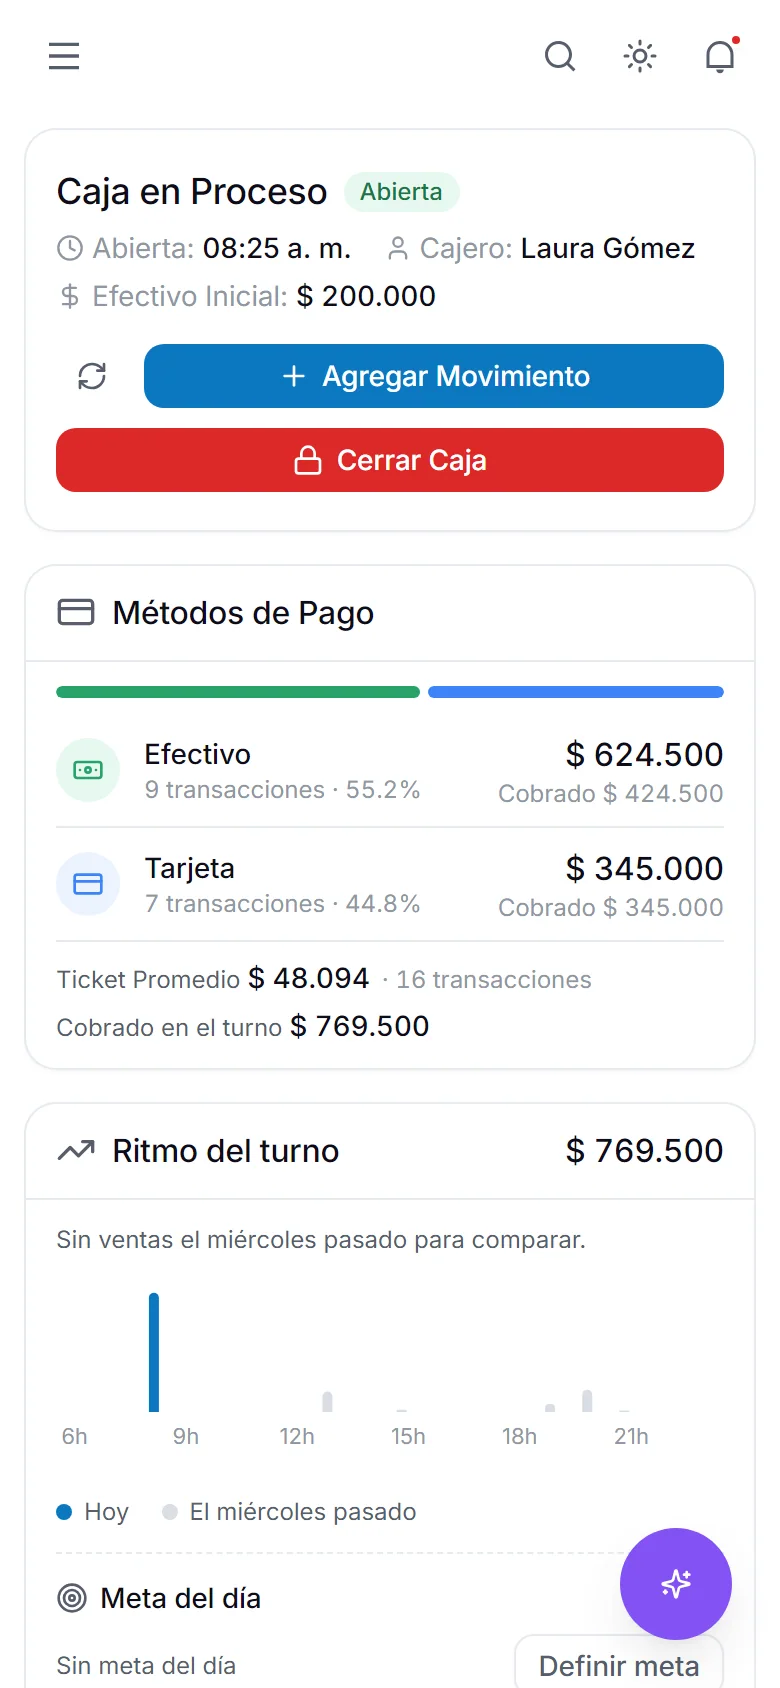 Caja en Proceso Abierta
Abierta: 08:25 a. m. Cajero: Laura Gómez
Efectivo Inicial: $ 200.000
Agregar Movimiento
Cerrar Caja
Métodos de Pago
Efectivo $ 624.500
9 transacciones · 55.2% Cobrado $ 424.500
Tarjeta $ 345.000
7 transacciones · 44.8% Cobrado $ 345.000
Ticket Promedio $ 48.094 · 16 transacciones
Cobrado en el turno $ 769.500
Ritmo del turno $ 769.500
Sin ventas el miércoles pasado para comparar.
6h 9h 12h 15h 18h 21h
Hoy El miércoles pasado
Meta del día
Sin meta del día Definir meta